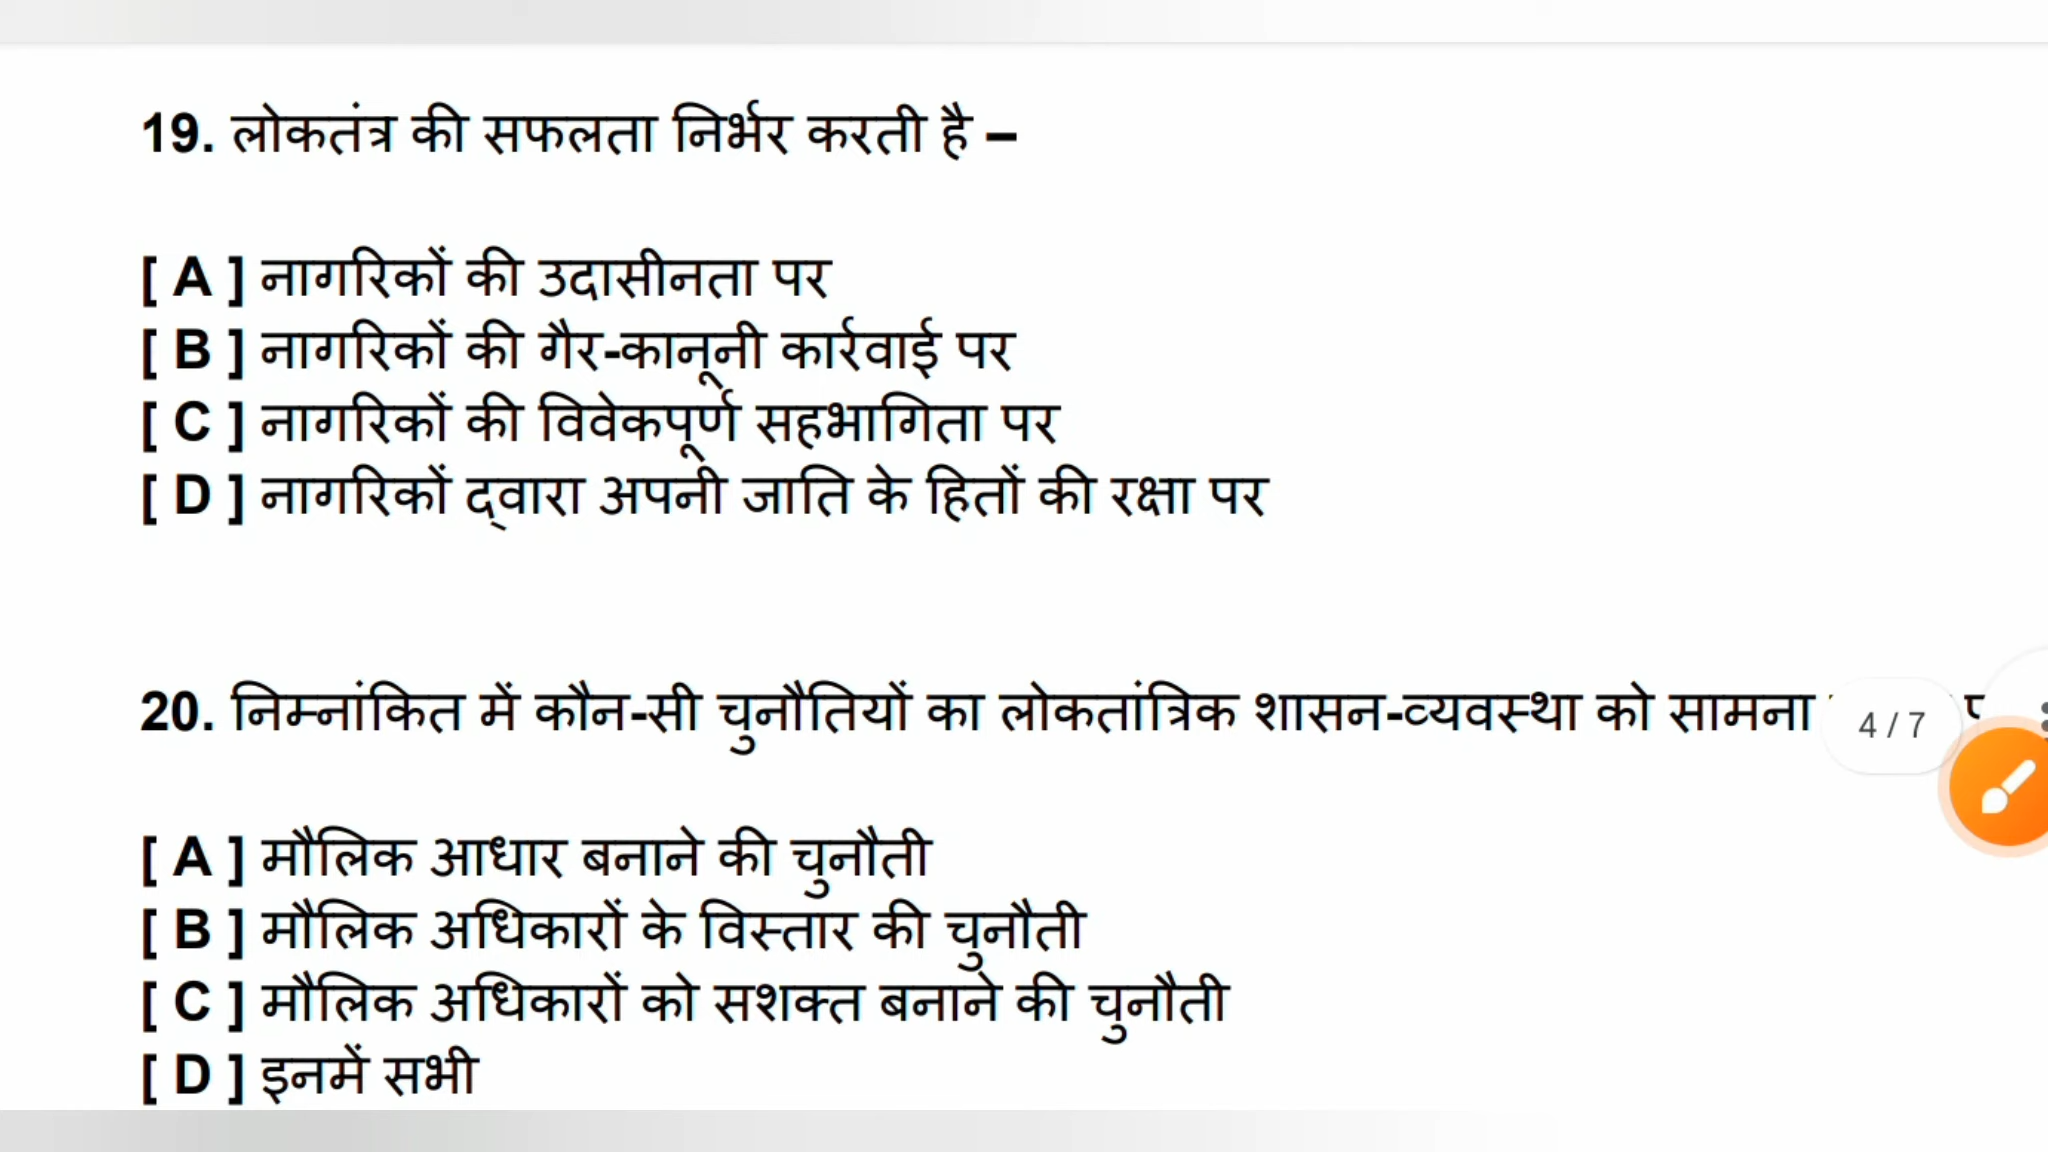 19. लोकतंत्र की सफलता निर्भर करती है –
[ A ] नागरिकों की उदासीनता पर
[ B ] नागरिकों की गैर-कानूनी कार्रवाई पर
[ C ] नागरिकों की विवेकपूर्ण सहभागिता पर
[ D ] नागरिकों द्वारा अपनी जाति के हितों की रक्षा पर
20. निम्नांकित में कौन-सी चुनौतियों का लोकतांत्रिक शासन-व्यवस्था को सामना
4 / 7
[ A ] मौलिक आधार बनाने की चुनौती
[ B ] मौलिक अधिकारों के विस्तार की चुनौती
[ C ] मौलिक अधिकारों को सशक्त बनाने की चुनौती
[ D ] इनमें सभी